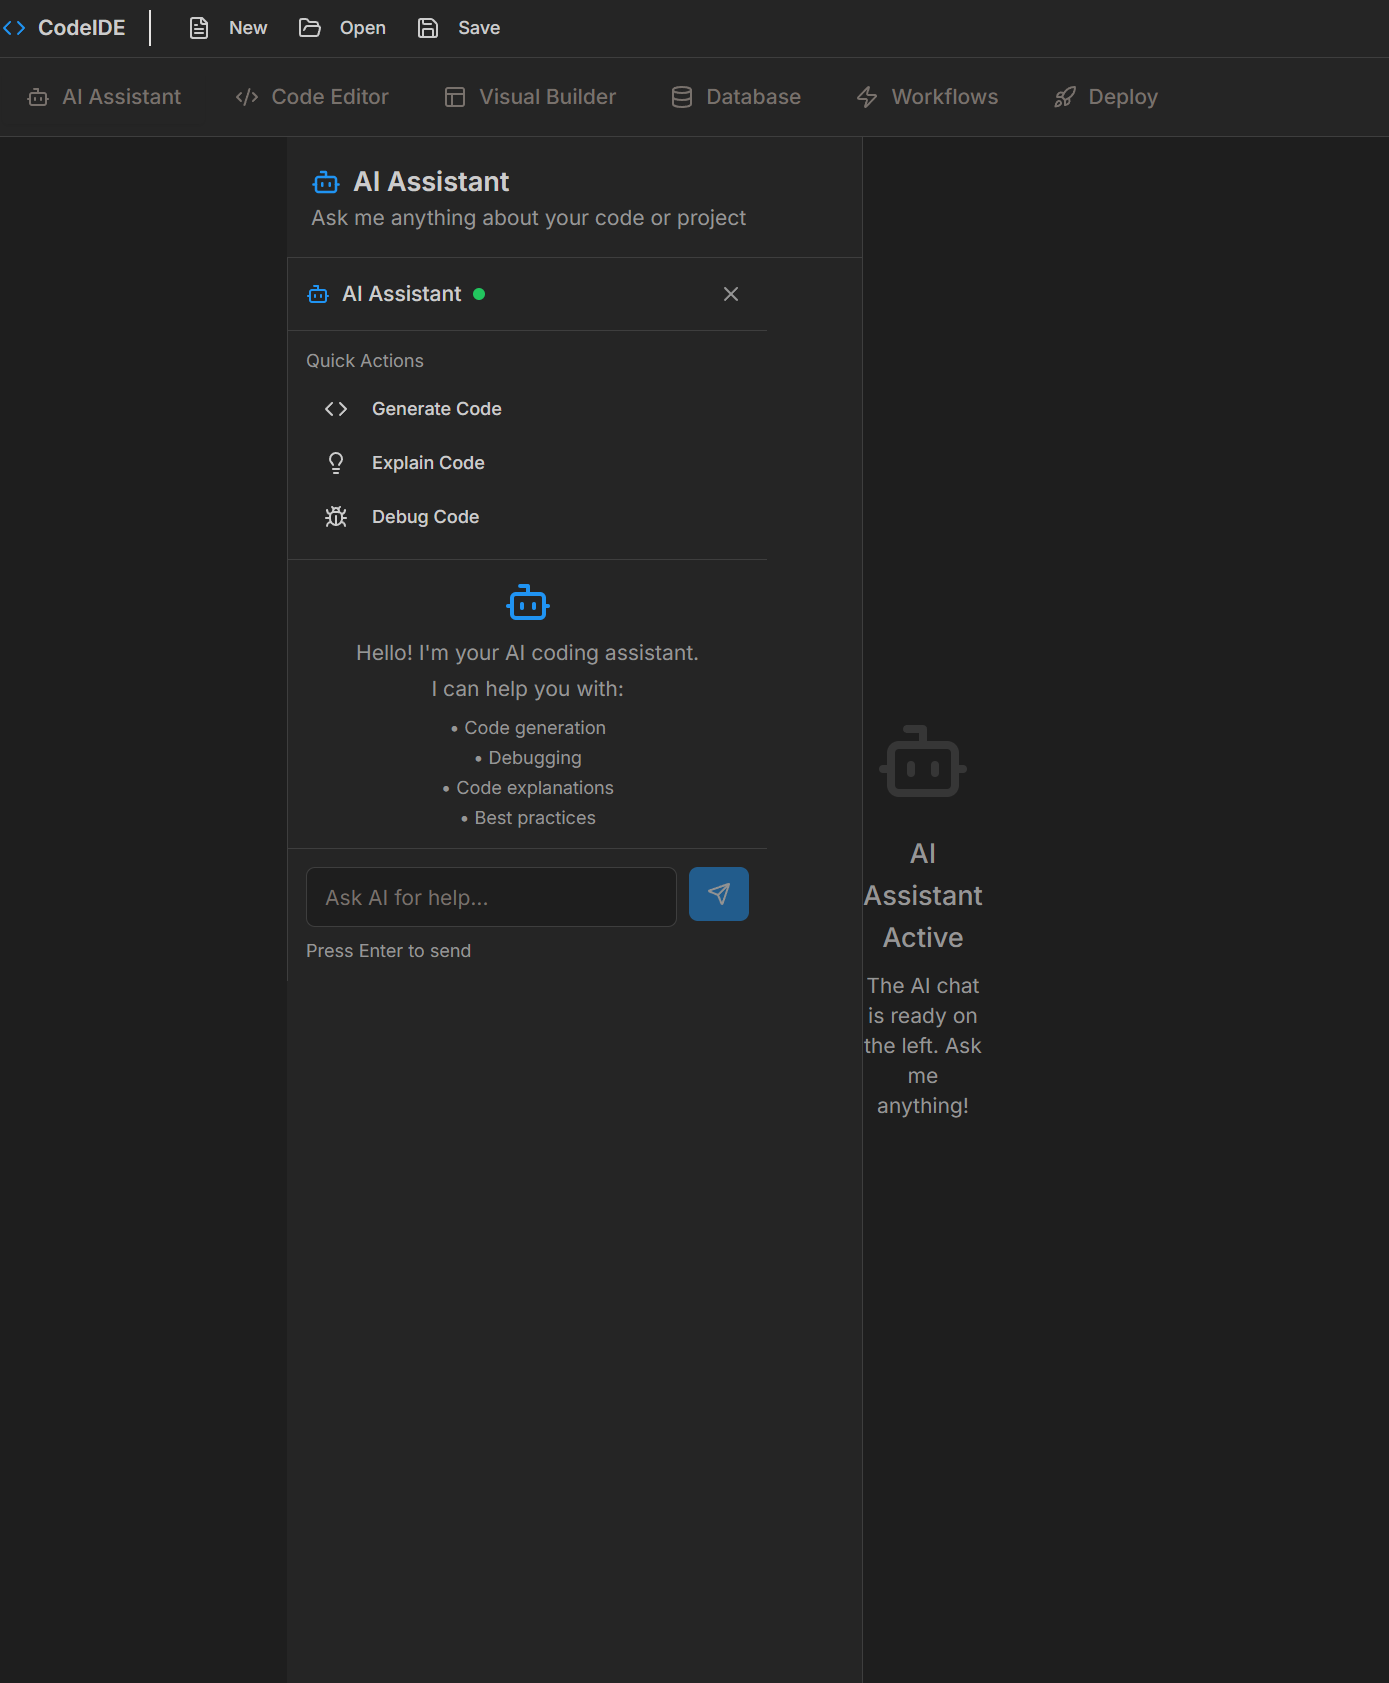 CodeIDE
New
Open
Save
AI Assistant
Code Editor
Visual Builder
Database
Workflows
Deploy
AI Assistant
Ask me anything about your code or project
AI Assistant
Quick Actions
Generate Code
Explain Code
Debug Code
Hello! I'm your AI coding assistant.
I can help you with:
• Code generation
• Debugging
• Code explanations
• Best practices
Ask AI for help...
Press Enter to send
AI
Assistant
Active
The AI chat
is ready on
the left. Ask
me
anything!